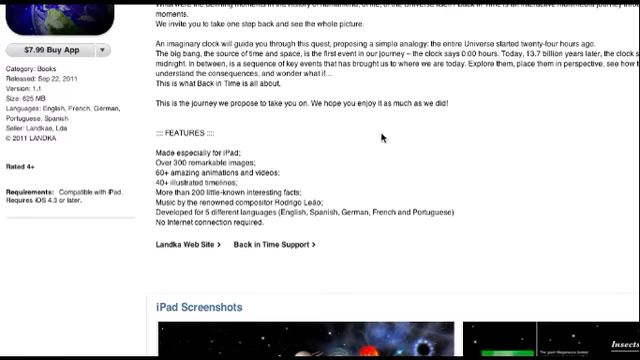 moments.
We invite you to take one step back and see the whole picture.
$7.99 Buy App
An imaginary clock will guide you through this quest, proposing a simple analogy: the entire Universe started twenty-four hours ago.
The big bang, the source of time and space, is the first event in our journey – the clock says 0:00 hours. Today, 13.7 billion years later, the clock s
midnight. In between, is a sequence of key events that has brought us to where we are today. Explore them, place them in perspective, see how t
understand the consequences, and wonder what if...
This is what Back in Time is all about.
This is the journey we propose to take you on. We hope you enjoy it as much as we did!
Category: Books
Released: Sep 22, 2011
Version: 1.1
Size: 625 MB
Languages: English, French, German,
Portuguese, Spanish
Seller: Landkae, Lda
© 2011 LANDKA
Rated 4+
Requirements: Compatible with iPad.
Requires iOS 4.3 or later.
:::: FEATURES ::::
Made especially for iPad;
Over 300 remarkable images;
60+ amazing animations and videos;
40+ illustrated timelines;
More than 200 little-known interesting facts;
Music by the renowned compositor Rodrigo Leão;
Developed for 5 different languages (English, Spanish, German, French and Portuguese)
No Internet connection required.
Landka Web Site
Back in Time Support
iPad Screenshots
Insects